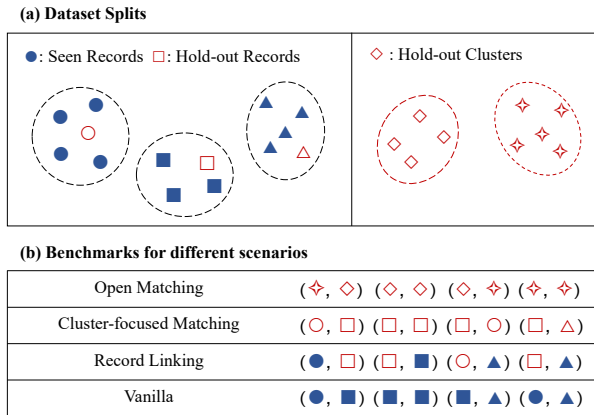 (a) Dataset Splits
: Seen Records : Hold-out Records : Hold-out Clusters
(b) Benchmarks for different scenarios
Open Matching ( , ) ( , ) ( , ) ( , )
Cluster-focused Matching ( , ) ( , ) ( , ) ( , )
Record Linking ( , ) ( , ) ( , ) ( , )
Vanilla ( , ) ( , ) ( , ) ( , )